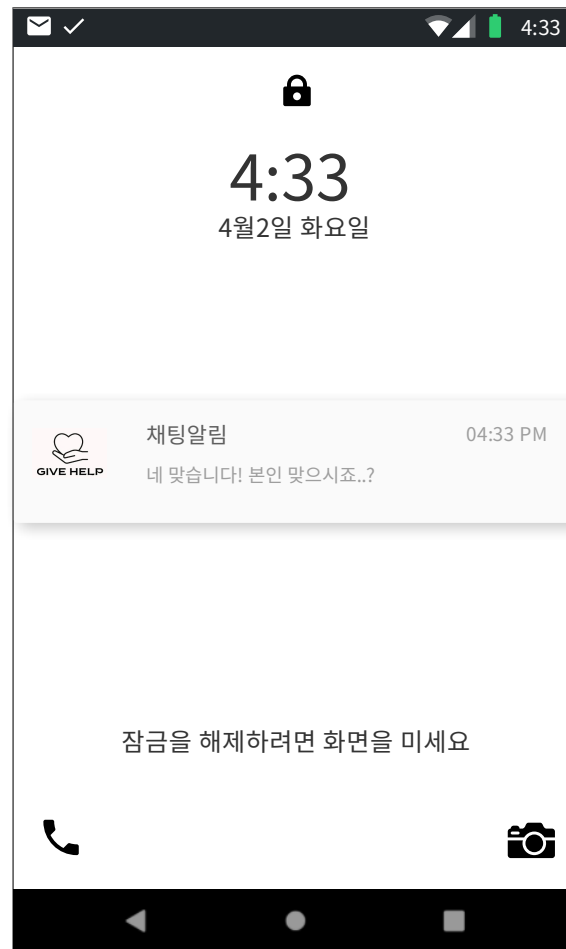 4:33
4:33
4월2일 화요일
채팅알림
04:33 PM
GIVE HELP
네 맞습니다! 본인 맞으시죠..?
잠금을 해제하려면 화면을 미세요